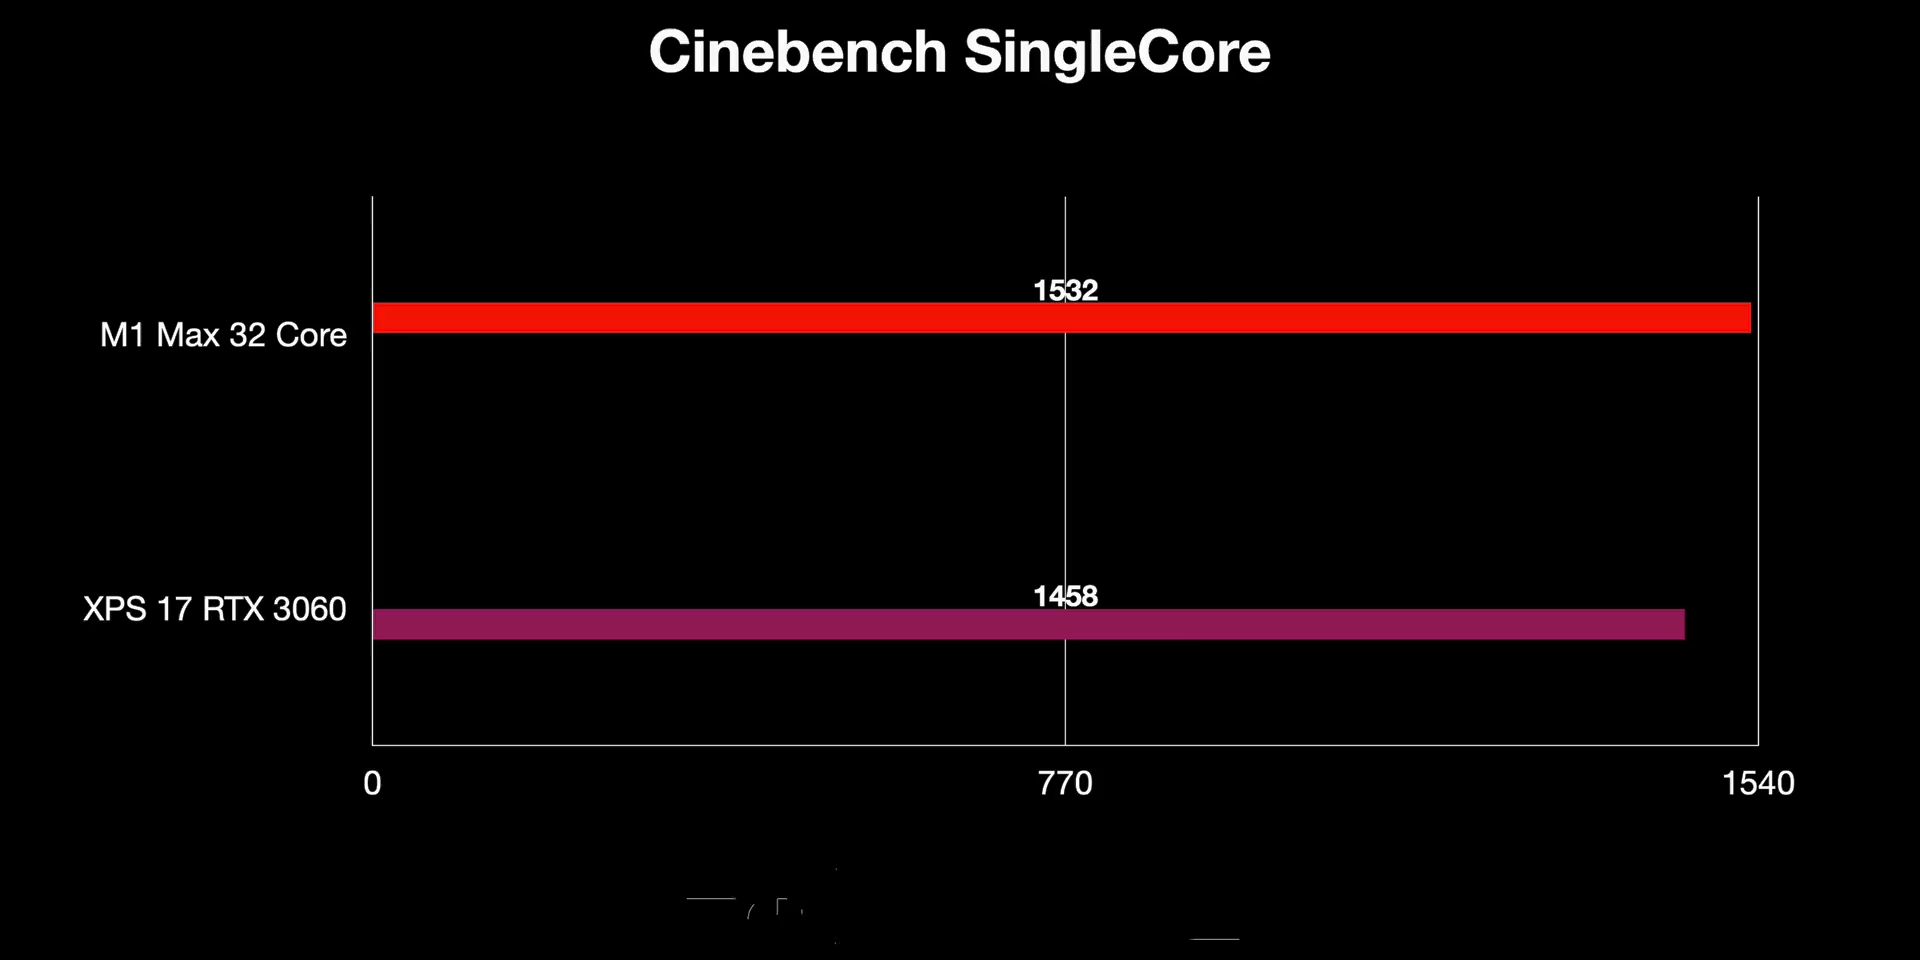 Cinebench SingleCore
1532
M1 Max 32 Core
1458
XPS 17 RTX 3060
0 770 1540